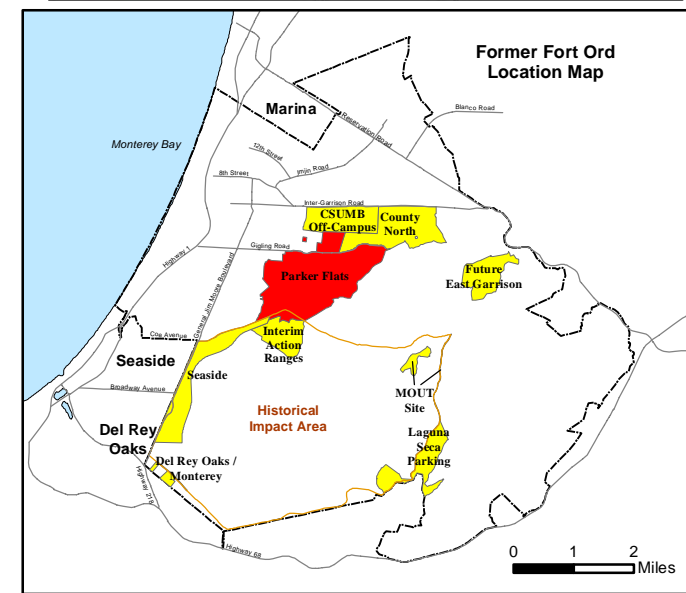 Former Fort Ord
Location Map
Marina
Blanco Road
Reservation Road
Monterey Bay
12th Street
Imjin Road
8th Street
Inter-Garrison Road
CSUMB
Off-Campus
County
North
Gigling Road
Highway 1
General Jim Moore Boulevard
Parker Flats
Future
East Garrison
Coe Avenue
Interim
Action
Ranges
Seaside
Seaside
Broadway Avenue
MOUT
Site
Historical
Impact Area
Del Rey
Oaks
Laguna
Seca
Parking
Del Rey Oaks /
Monterey
Highway 218
Highway 68
0 1 2
Miles